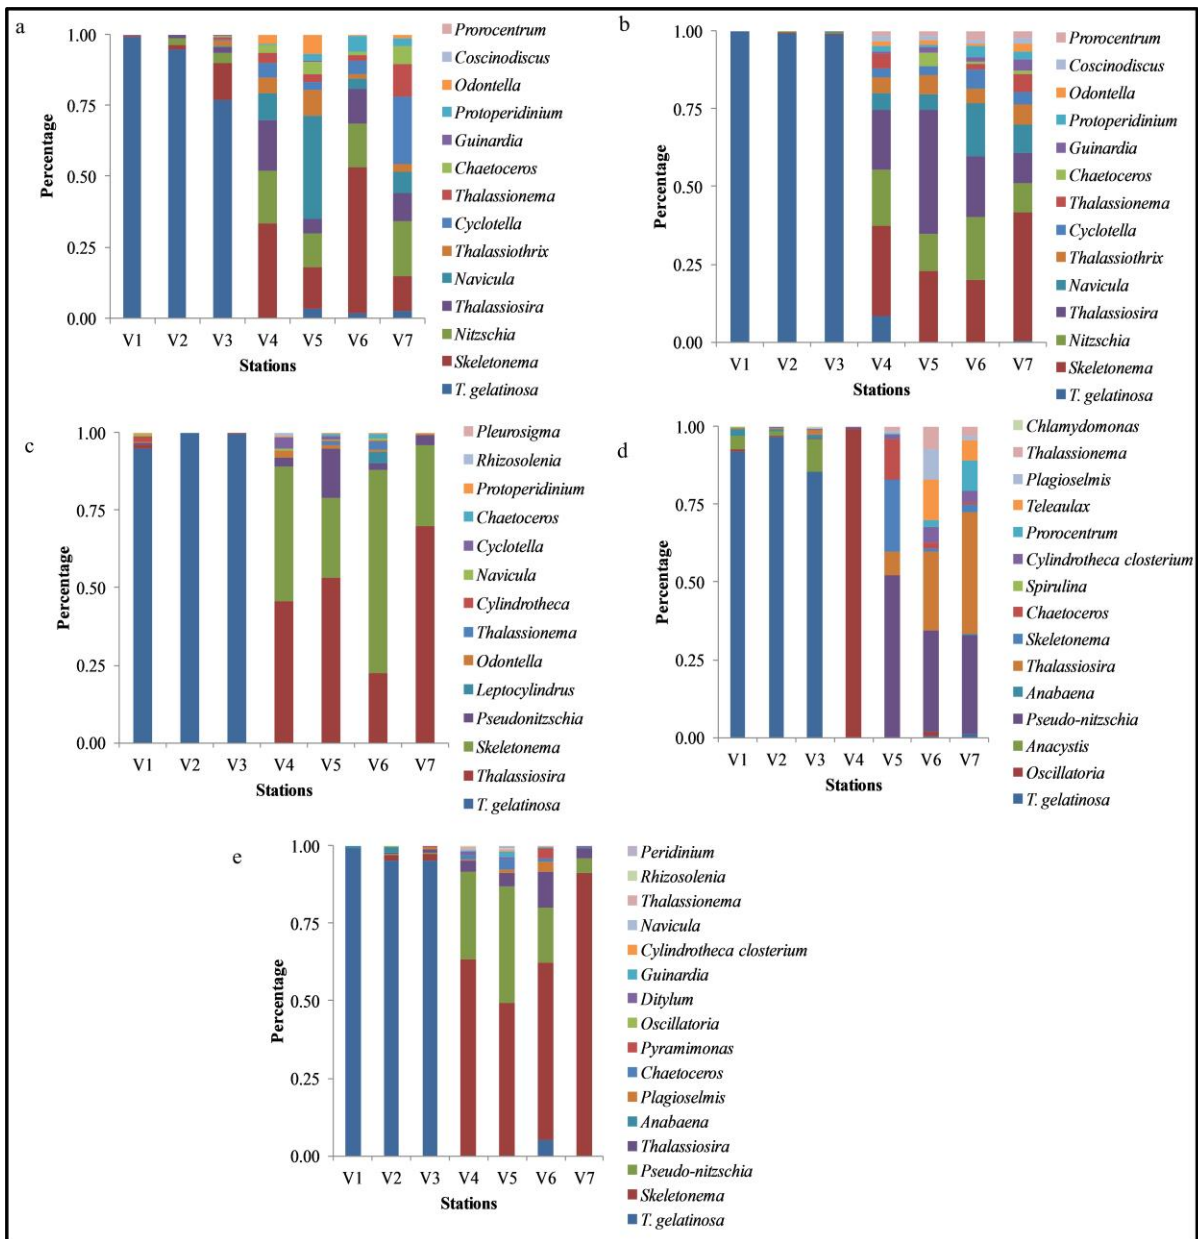 a
1.00
0.75
0.50
0.25
0.00
Percentage
V1 V2 V3 V4 V5 V6 V7
Stations
Prorocentrum
Coscinodiscus
Odontella
Protoperidinium
Guinardia
Chaetoceros
Thalassionema
Cyclotella
Thalassiothrix
Navicula
Thalassiosira
Nitzschia
Skeletonema
T. gelatinosa
b
1.00
0.75
0.50
0.25
0.00
Percentage
V1 V2 V3 V4 V5 V6 V7
Stations
Prorocentrum
Coscinodiscus
Odontella
Protoperidinium
Guinardia
Chaetoceros
Thalassionema
Cyclotella
Thalassiothrix
Navicula
Thalassiosira
Nitzschia
Skeletonema
T. gelatinosa
c
1.00
0.75
0.50
0.25
0.00
Percentage
V1 V2 V3 V4 V5 V6 V7
Stations
Pleurosigma
Rhizosolenia
Protoperidinium
Chaetoceros
Cyclotella
Navicula
Cylindrotheca
Thalassionema
Odontella
Leptocylindrus
Pseudonitzschia
Skeletonema
Thalassiosira
T. gelatinosa
d
1.00
0.75
0.50
0.25
0.00
Percentage
V1 V2 V3 V4 V5 V6 V7
Stations
Chlamydomonas
Thalassionema
Plagioselmis
Teleaulax
Prorocentrum
Cylindrotheca closterium
Spirulina
Chaetoceros
Skeletonema
Thalassiosira
Anabaena
Pseudo-nitzschia
Anacystis
Oscillatoria
T. gelatinosa
e
1.00
0.75
0.50
0.25
0.00
Percentage
V1 V2 V3 V4 V5 V6 V7
Stations
Peridinium
Rhizosolenia
Thalassionema
Navicula
Cylindrotheca closterium
Guinardia
Ditylum
Oscillatoria
Pyramimonas
Chaetoceros
Plagioselmis
Anabaena
Thalassiosira
Pseudo-nitzschia
Skeletonema
T. gelatinosa